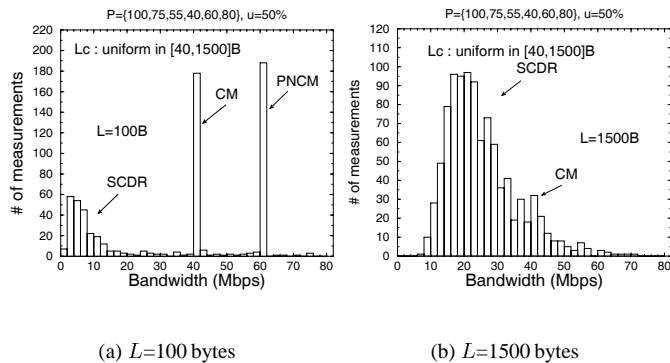 P={100,75,55,40,60,80}, u=50%
220
200
180
160
140
120
100
80
60
40
20
0
# of measurements
Lc : uniform in [40,1500]B
PNCM
CM
L=100B
SCDR
0 10 20 30 40 50 60 70 80
Bandwidth (Mbps)
(a) L=100 bytes
P={100,75,55,40,60,80}, u=50%
120
110
100
90
80
70
60
50
40
30
20
10
0
# of measurements
Lc : uniform in [40,1500]B
SCDR
L=1500B
CM
0 10 20 30 40 50 60 70 80
Bandwidth (Mbps)
(b) L=1500 bytes